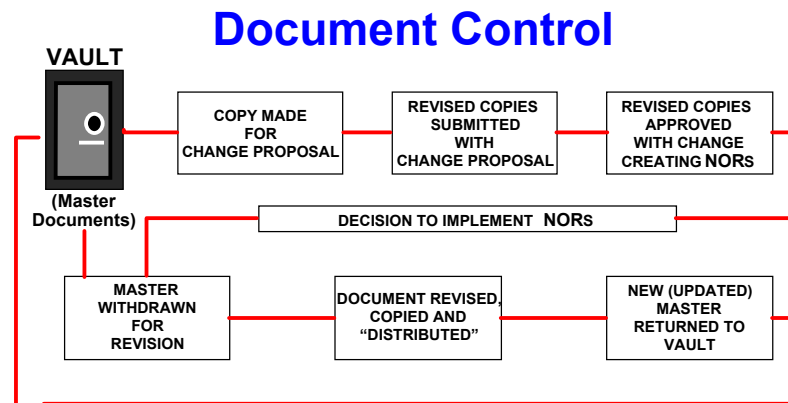 Document Control
VAULT
(Master
Documents)
COPY MADE
FOR
CHANGE PROPOSAL
REVISED COPIES
SUBMITTED
WITH
CHANGE PROPOSAL
REVISED COPIES
APPROVED
WITH CHANGE
CREATING NORS
DECISION TO IMPLEMENT NORS
MASTER
WITHDRAWN
FOR
REVISION
DOCUMENT REVISED,
COPIED AND
“DISTRIBUTED”
NEW (UPDATED)
MASTER
RETURNED TO
VAULT